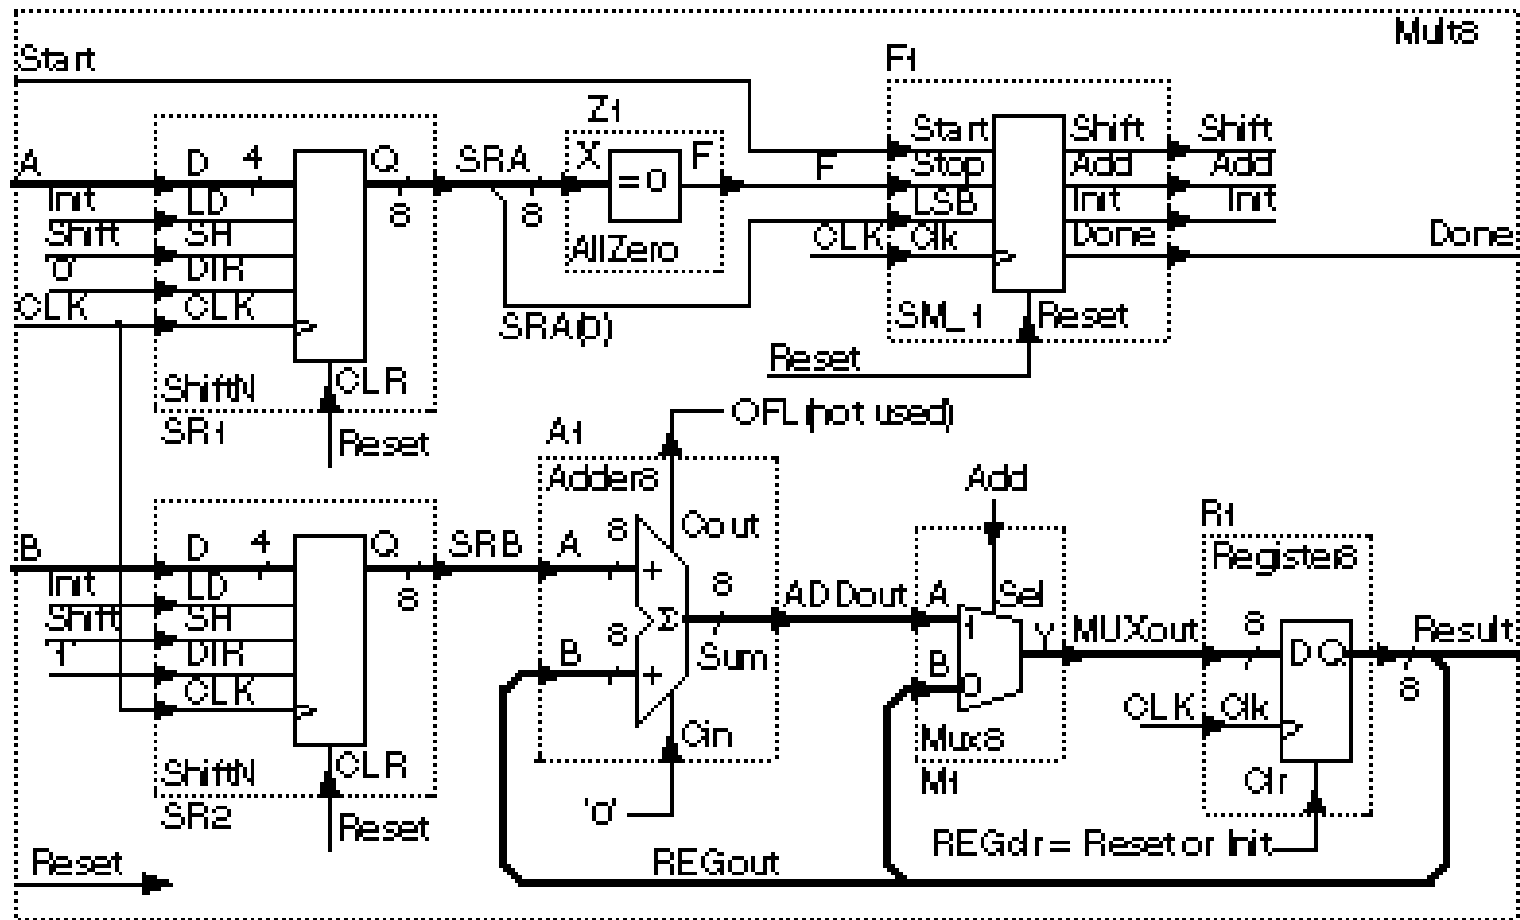 Mult8
Start
F1
Z1
Start
Shift
Shift
A
D
4
Q
SRA
X
= 0
F
F
Stop
Add
Add
Init
LD
8
8
LSB
Init
Init
Shift
SH
AllZero
CLK
Clk
Done
Done
'0'
DIR
CLK
CLK
SRA(0)
SM_1
Reset
Reset
ShiftN
CLR
SR1
Reset
A1
OFL (not used)
Adder8
Add
B
D
4
Q
SRB
A
8
+
Cout
R1
Register8
Init
LD
8
8
ADDout
A
Sel
Shift
SH
8
Σ
1
Y
MUXout
8
D Q
Result
'1'
DIR
B
+
Sum
B
0
8
CLK
CLK
Clk
ShiftN
CLR
Cin
Mux8
SR2
Reset
'0'
M1
Clr
Reset
REGout
REGclr = Reset or Init